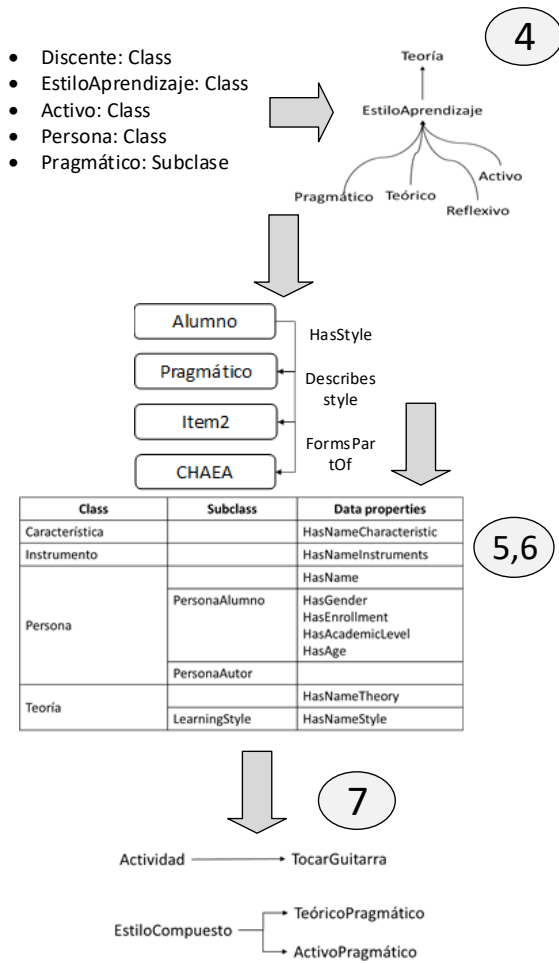 4
• Discente: Class
• EstiloAprendizaje: Class
• Activo: Class
• Persona: Class
• Pragmático: Subclase
Teoría
EstiloAprendizaje
Activo
Pragmático Teórico
Reflexivo
Alumno
HasStyle
Pragmático
Describes
style
Item2
FormsPar
tOf
CHAEA
5,6
Class Subclass Data properties
Característica HasNameCharacteristic
Instrumento HasNameInstruments
Persona HasName
PersonaAlumno HasGender
HasEnrollment
HasAcademicLevel
HasAge
PersonaAutor
Teoría HasNameTheory
LearningStyle HasNameStyle
7
Actividad TocarGuitarra
TeóricoPragmático
EstiloCompuesto
ActivoPragmático